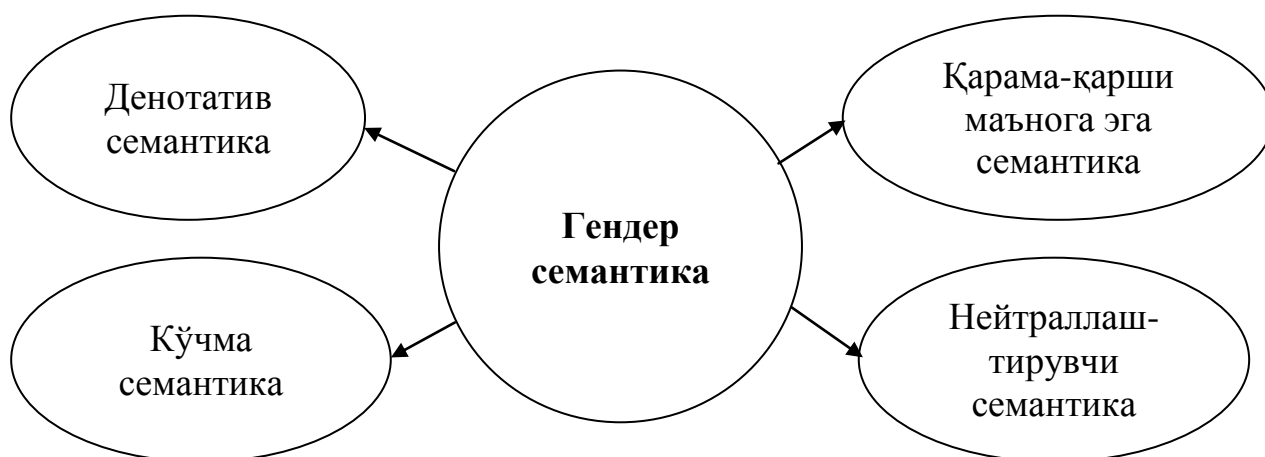 Денотатив
семантика
Қарама-қарши
маънога эга
семантика
Гендер
семантика
Кўчма
семантика
Нейтраллаш-
тирувчи
семантика